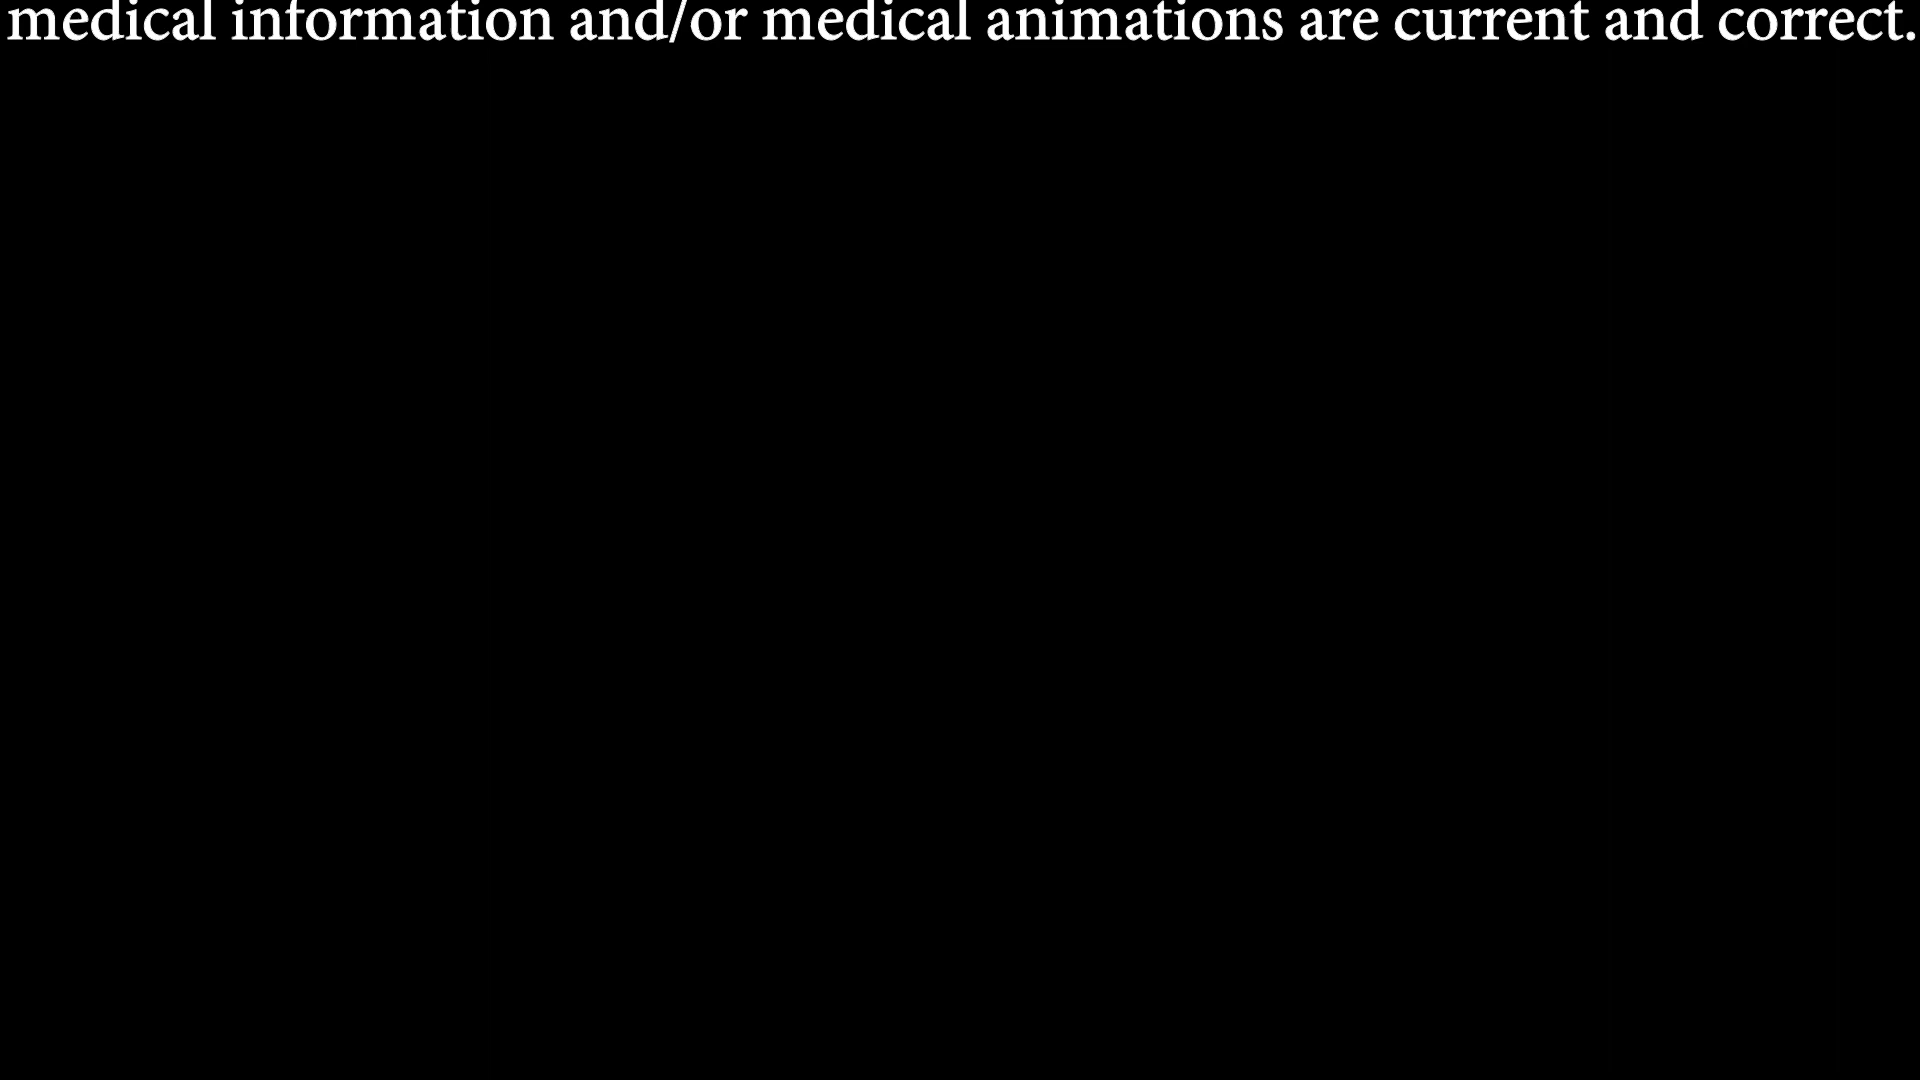 medical information and/or medical animations are current and correct.